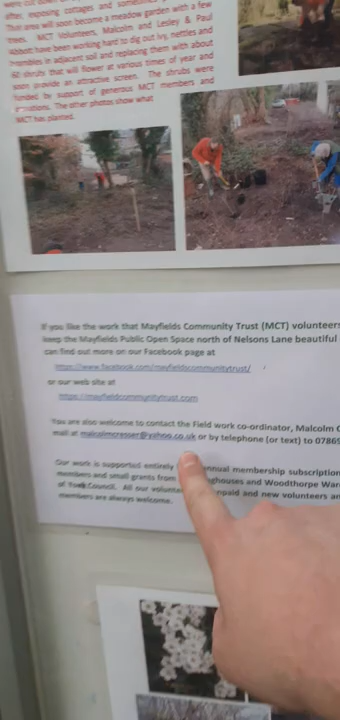 were cut down
after, exposing cottages and sometimes
That area will soon become a meadow garden with a few
trees. MCT Volunteers, Malcolm and Lesley & Paul
Abbott have been working hard to dig out ivy, nettles and
brambles in adjacent soil and replacing them with about
62 shrubs that will flower at various times of year and
soon provide an attractive screen. The shrubs were
funded by support of generous MCT members and
The other photos show what
MCT has planted.
If you like the work that Mayfields Community Trust (MCT) volunteers
keep the Mayfields Public Open Space north of Nelsons Lane beautiful
can find out more on our Facebook page at
https://www.facebook.com/mayfieldscommunitytrust/
or our web site at
https://mayfieldscommunitytrust.com
You are also welcome to contact the Field work co-ordinator, Malcolm C
mail at malcolmcresser@yahoo.co.uk or by telephone (or text) to 07869
Our work is supported entirely annual membership subscription
members and small grants from ghouses and Woodthorpe War
of York Council. All our volunte unpaid and new volunteers an
members are always welcome.